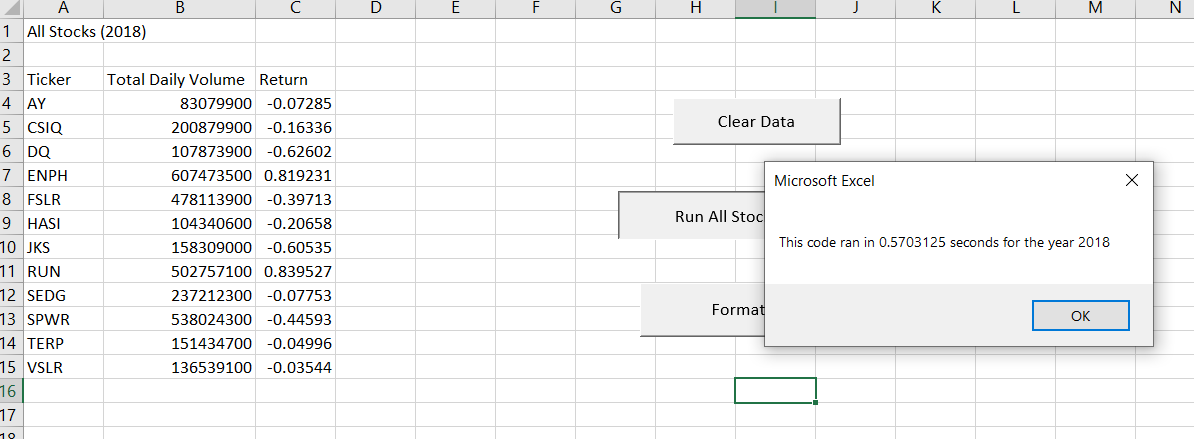 A B C D E F G H I J K L M N
1 All Stocks (2018)
2
3 Ticker Total Daily Volume Return
4 AY 83079900 -0.07285
5 CSIQ 200879900 -0.16336
6 DQ 107873900 -0.62602
7 ENPH 607473500 0.819231
8 FSLR 478113900 -0.39713
9 HASI 104340600 -0.20658
10 JKS 158309000 -0.60535
11 RUN 502757100 0.839527
12 SEDG 237212300 -0.07753
13 SPWR 538024300 -0.44593
14 TERP 151434700 -0.04996
15 VSLR 136539100 -0.03544
16
17
18
Clear Data
Run All Stoc
Format
Microsoft Excel
This code ran in 0.5703125 seconds for the year 2018
OK